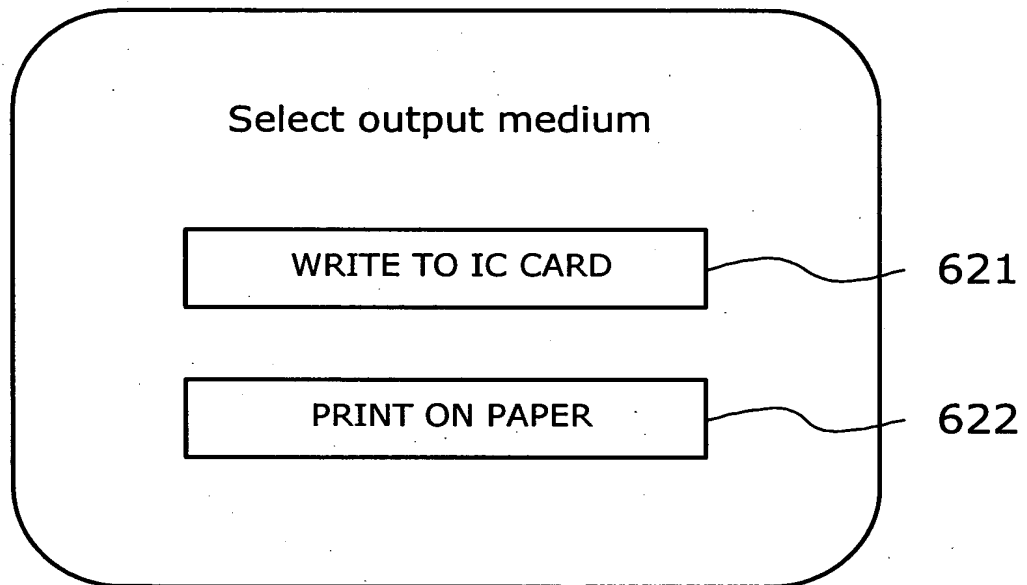 Select output medium
WRITE TO IC CARD
621
PRINT ON PAPER
622